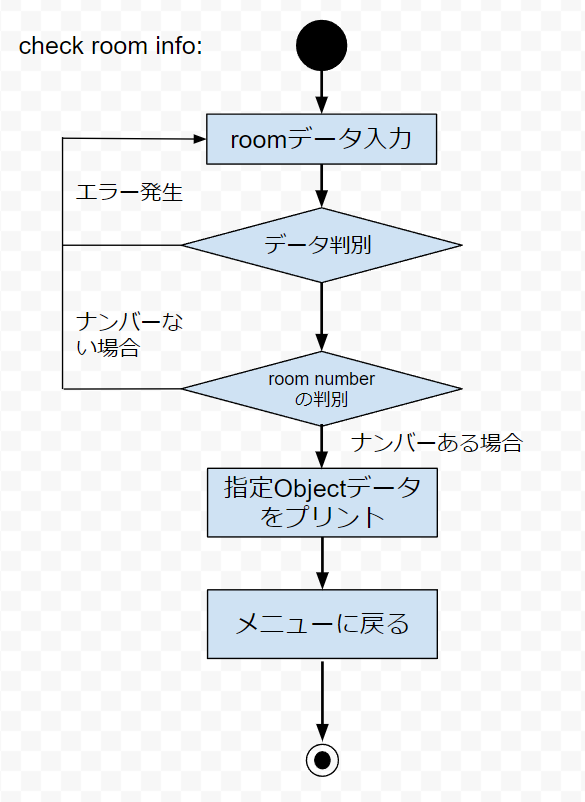 check room info:
roomデータ入力
エラー発生
データ判別
ナンバーな
い場合
room number
の判別
ナンバーある場合
指定Objectデータ
をプリント
メニューに戻る